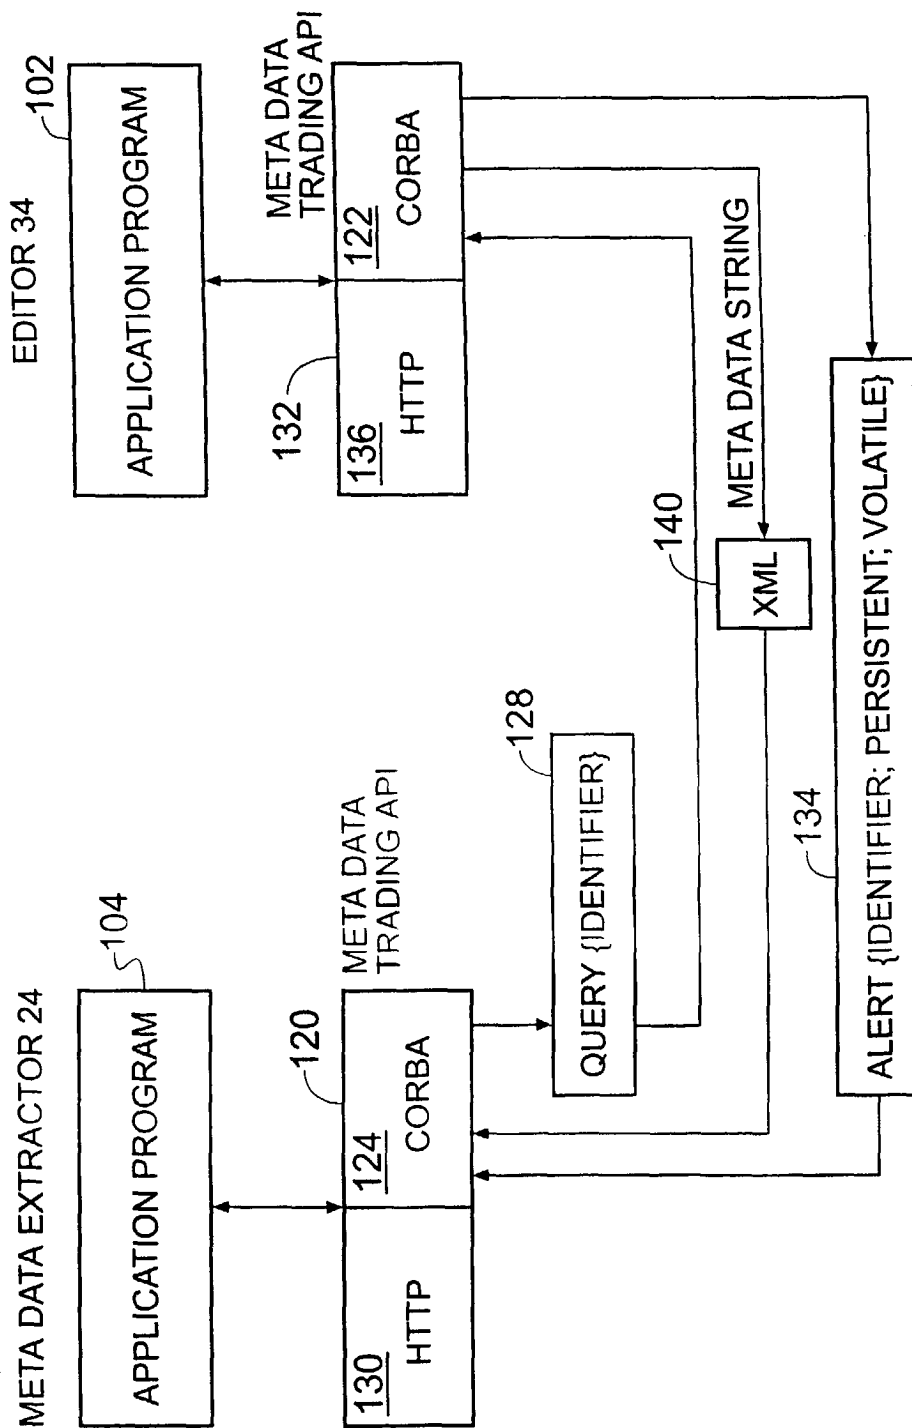 META DATA EXTRACTOR 24
104
APPLICATION PROGRAM
META DATA
TRADING API
120
130
HTTP
124
CORBA
128
QUERY {IDENTIFIER}
EDITOR 34
102
APPLICATION PROGRAM
META DATA
TRADING API
132
136
HTTP
122
CORBA
140
META DATA STRING
XML
134
ALERT {IDENTIFIER; PERSISTENT; VOLATILE}